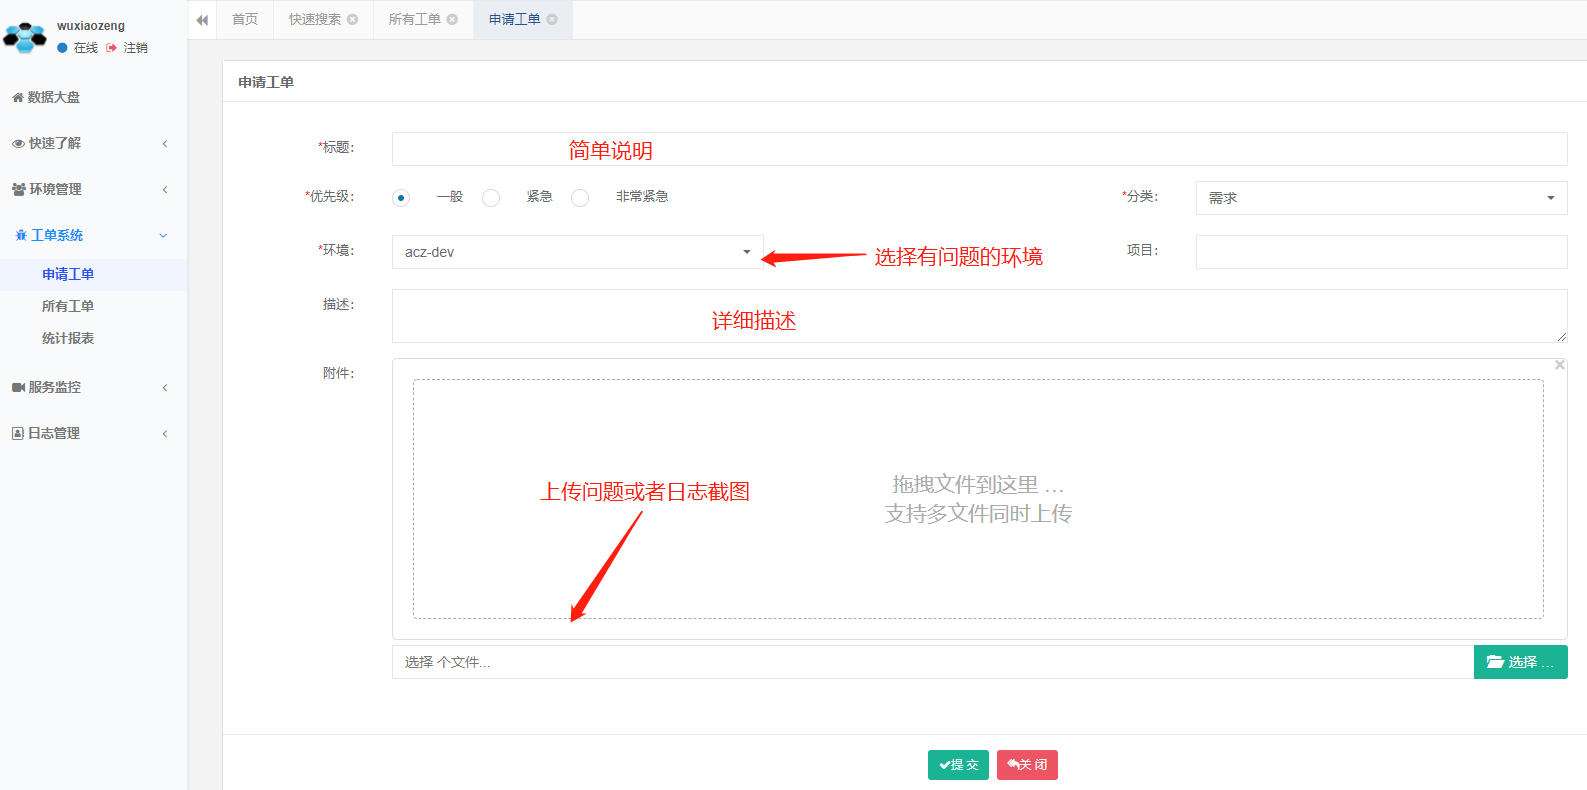 wuxiaozeng
在线 注销
首页 快速搜索 所有工单 申请工单
数据大盘
快速了解
环境管理
工单系统
申请工单
所有工单
统计报表
服务监控
日志管理
申请工单
*标题: 简单说明
*优先级: 一般 紧急 非常紧急 *分类: 需求
*环境: acz-dev 选择有问题的环境 项目:
描述: 详细描述
附件:
拖拽文件到这里 …
支持多文件同时上传
上传问题或者日志截图
选择 个文件... 选择 …
提 交 关 闭